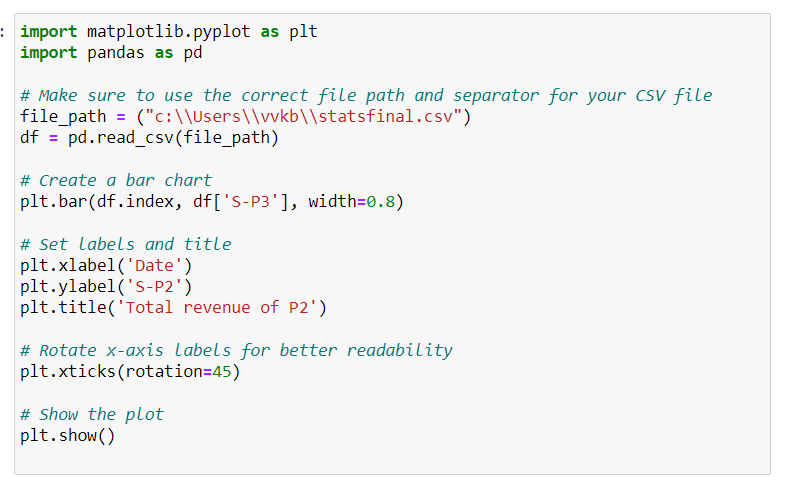 :
import matplotlib.pyplot as plt
import pandas as pd
# Make sure to use the correct file path and separator for your CSV file
file_path = ("c:\\Users\\vvkb\\statsfinal.csv")
df = pd.read_csv(file_path)
# Create a bar chart
plt.bar(df.index, df['S-P3'], width=0.8)
# Set labels and title
plt.xlabel('Date')
plt.ylabel('S-P2')
plt.title('Total revenue of P2')
# Rotate x-axis labels for better readability
plt.xticks(rotation=45)
# Show the plot
plt.show()